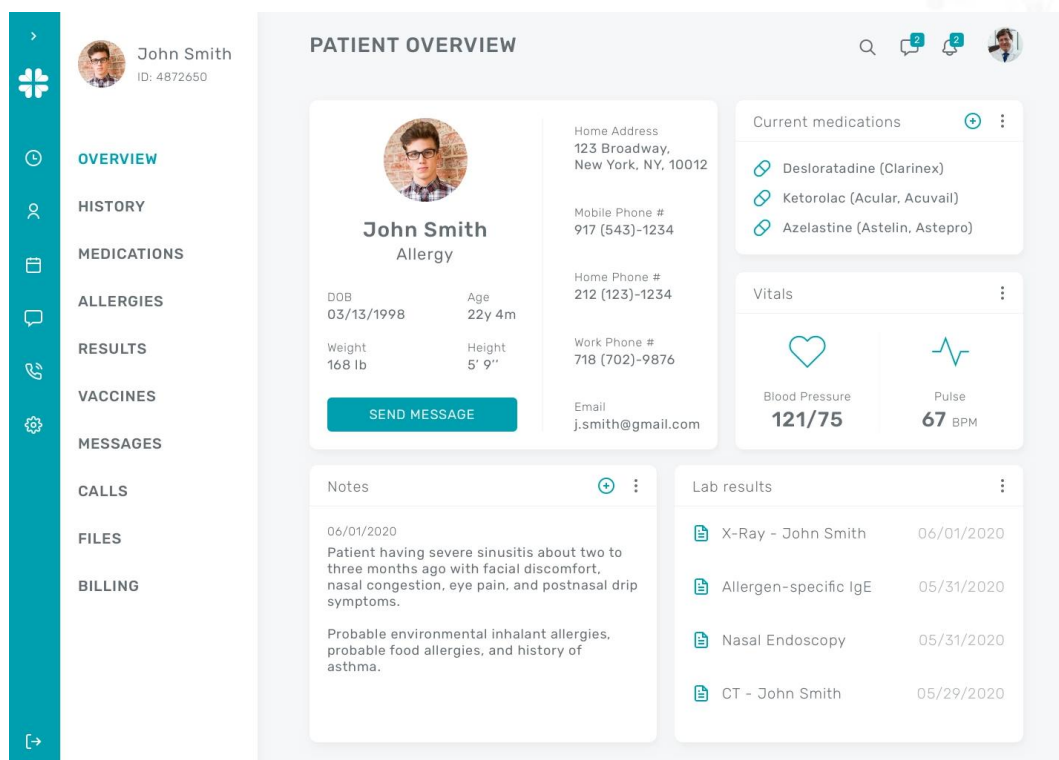 John Smith
ID: 4872650
OVERVIEW
HISTORY
MEDICATIONS
ALLERGIES
RESULTS
VACCINES
MESSAGES
CALLS
FILES
BILLING
PATIENT OVERVIEW
2
2
John Smith
Allergy
DOB
03/13/1998
Age
22y 4m
Weight
168 lb
Height
5' 9''
SEND MESSAGE
Home Address
123 Broadway,
New York, NY, 10012
Mobile Phone #
917 (543)-1234
Home Phone #
212 (123)-1234
Work Phone #
718 (702)-9876
Email
j.smith@gmail.com
Current medications
Desloratadine (Clarinex)
Ketorolac (Acular, Acuvail)
Azelastine (Astelin, Astepro)
Vitals
Blood Pressure
121/75
Pulse
67 BPM
Notes
06/01/2020
Patient having severe sinusitis about two to
three months ago with facial discomfort,
nasal congestion, eye pain, and postnasal drip
symptoms.
Probable environmental inhalant allergies,
probable food allergies, and history of
asthma.
Lab results
X-Ray - John Smith 06/01/2020
Allergen-specific IgE 05/31/2020
Nasal Endoscopy 05/31/2020
CT - John Smith 05/29/2020